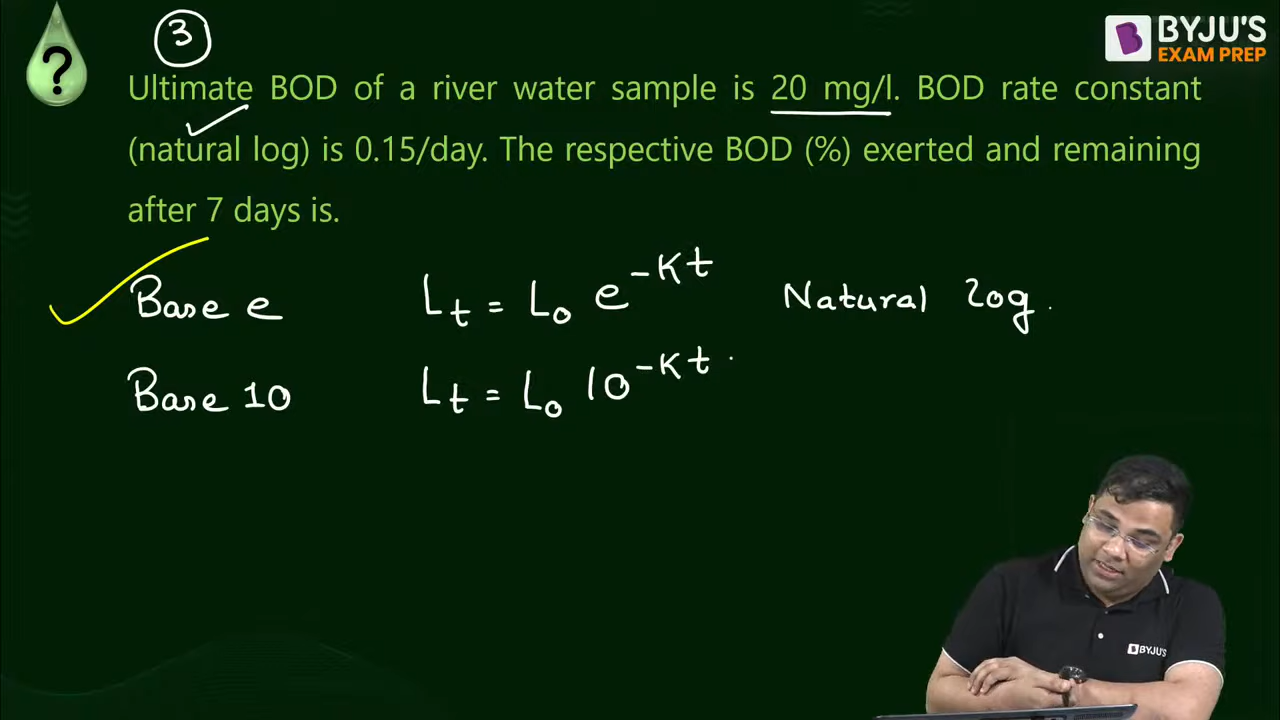 ?
3
BYJU'S
EXAM PREP
Ultimate BOD of a river water sample is 20 mg/l. BOD rate constant
(natural log) is 0.15/day. The respective BOD (%) exerted and remaining
after 7 days is.
Base e Lt = L0 e^-Kt Natural log.
Base 10 Lt = L0 10^-Kt.
BYJU'S